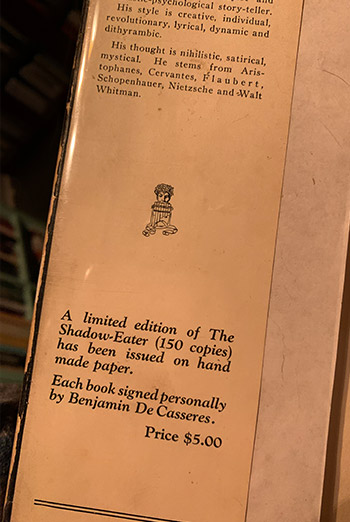 -psychological story-teller.
His style is creative, individual,
revolutionary, lyrical, dynamic and
dithyrambic.
His thought is nihilistic, satirical,
mystical. He stems from Aris-
tophanes, Cervantes, Flaubert,
Schopenhauer, Nietzsche and Walt
Whitman.
A limited edition of The
Shadow-Eater (150 copies)
has been issued on hand
made paper.
Each book signed personally
by Benjamin De Casseres.
Price $5.00